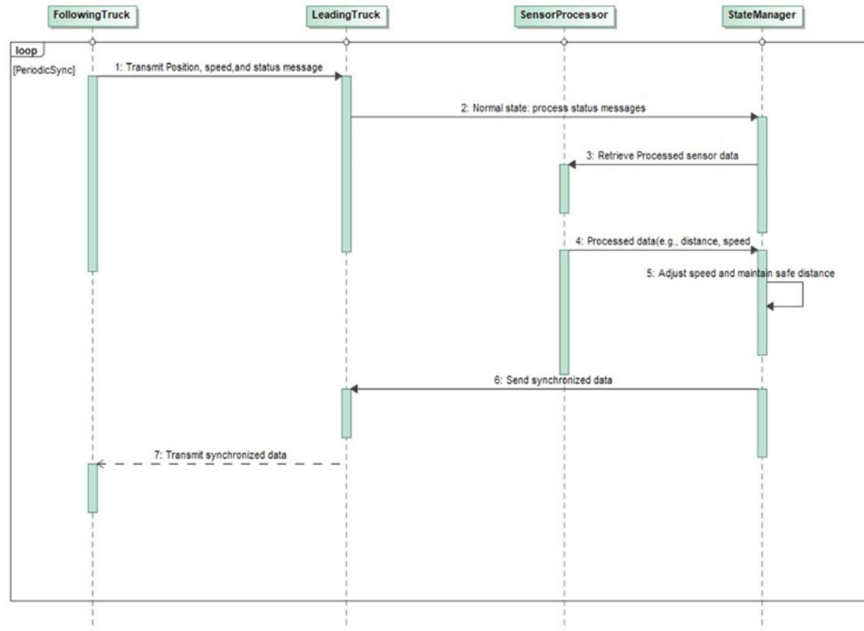 FollowingTruck LeadingTruck SensorProcessor StateManager
loop
[PeriodicSync]
1: Transmit Position, speed,and status message
2: Normal state: process status messages
3: Retrieve Processed sensor data
4: Processed data(e.g., distance, speed
5: Adjust speed and maintain safe distance
6: Send synchronized data
7: Transmit synchronized data